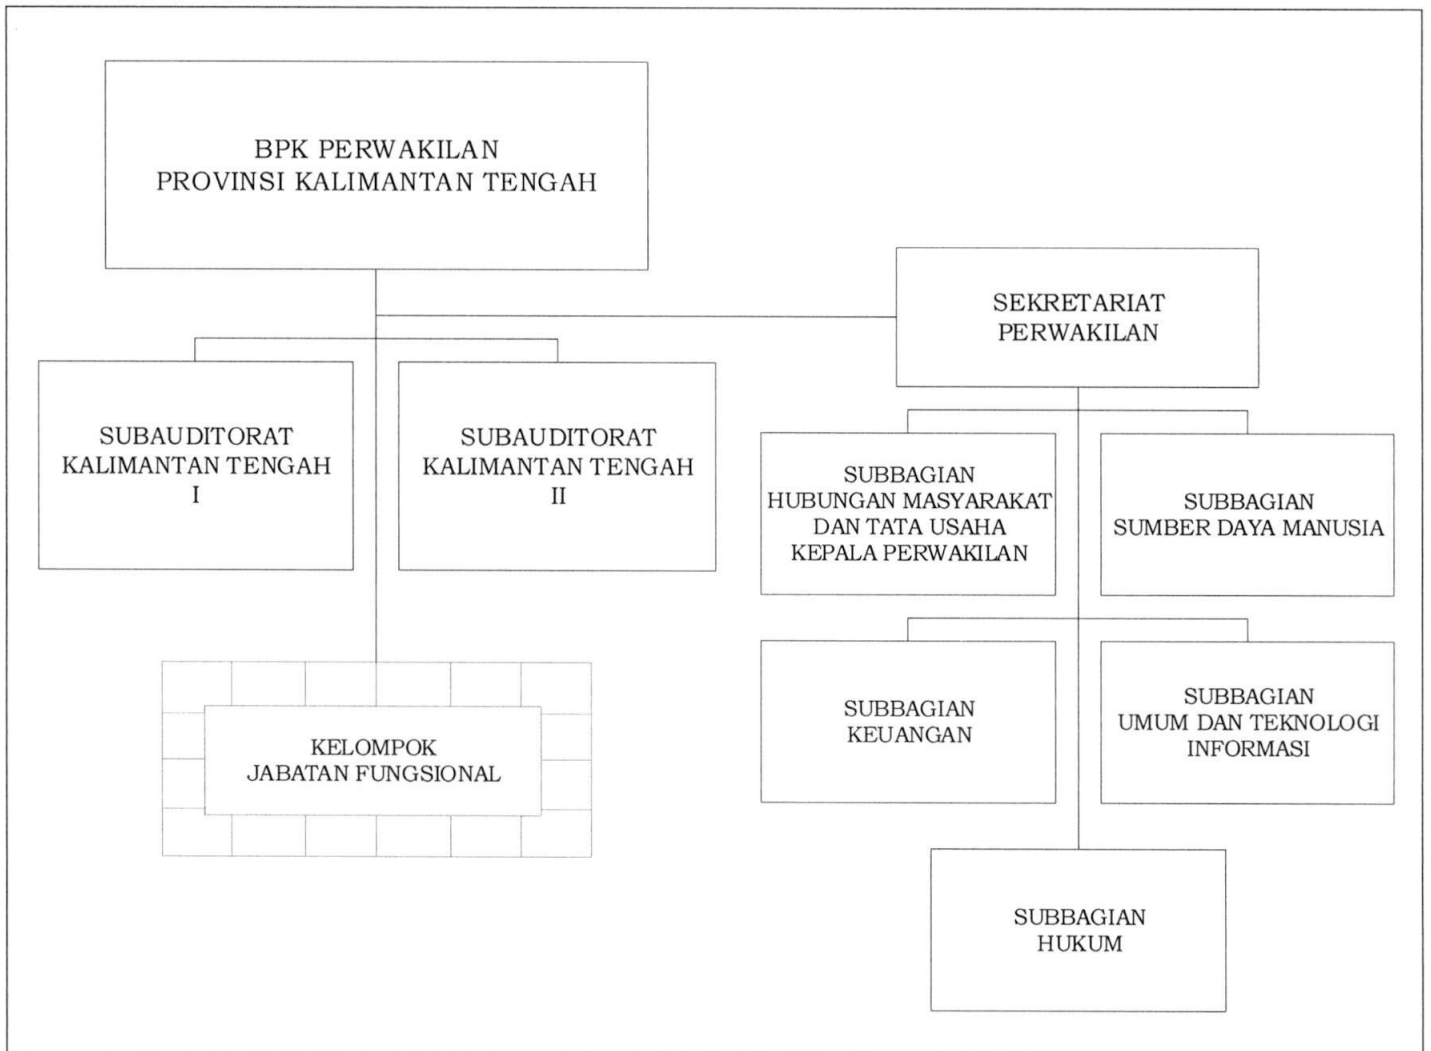 BPK PERWAKILAN
PROVINSI KALIMANTAN TENGAH
SEKRETARIAT
PERWAKILAN
SUBAUDITORAT
KALIMANTAN TENGAH
I
SUBAUDITORAT
KALIMANTAN TENGAH
II
SUBBAGIAN
HUBUNGAN MASYARAKAT
DAN TATA USAHA
KEPALA PERWAKILAN
SUBBAGIAN
SUMBER DAYA MANUSIA
SUBBAGIAN
KEUANGAN
SUBBAGIAN
UMUM DAN TEKNOLOGI
INFORMASI
KELOMPOK
JABATAN FUNGSIONAL
SUBBAGIAN
HUKUM